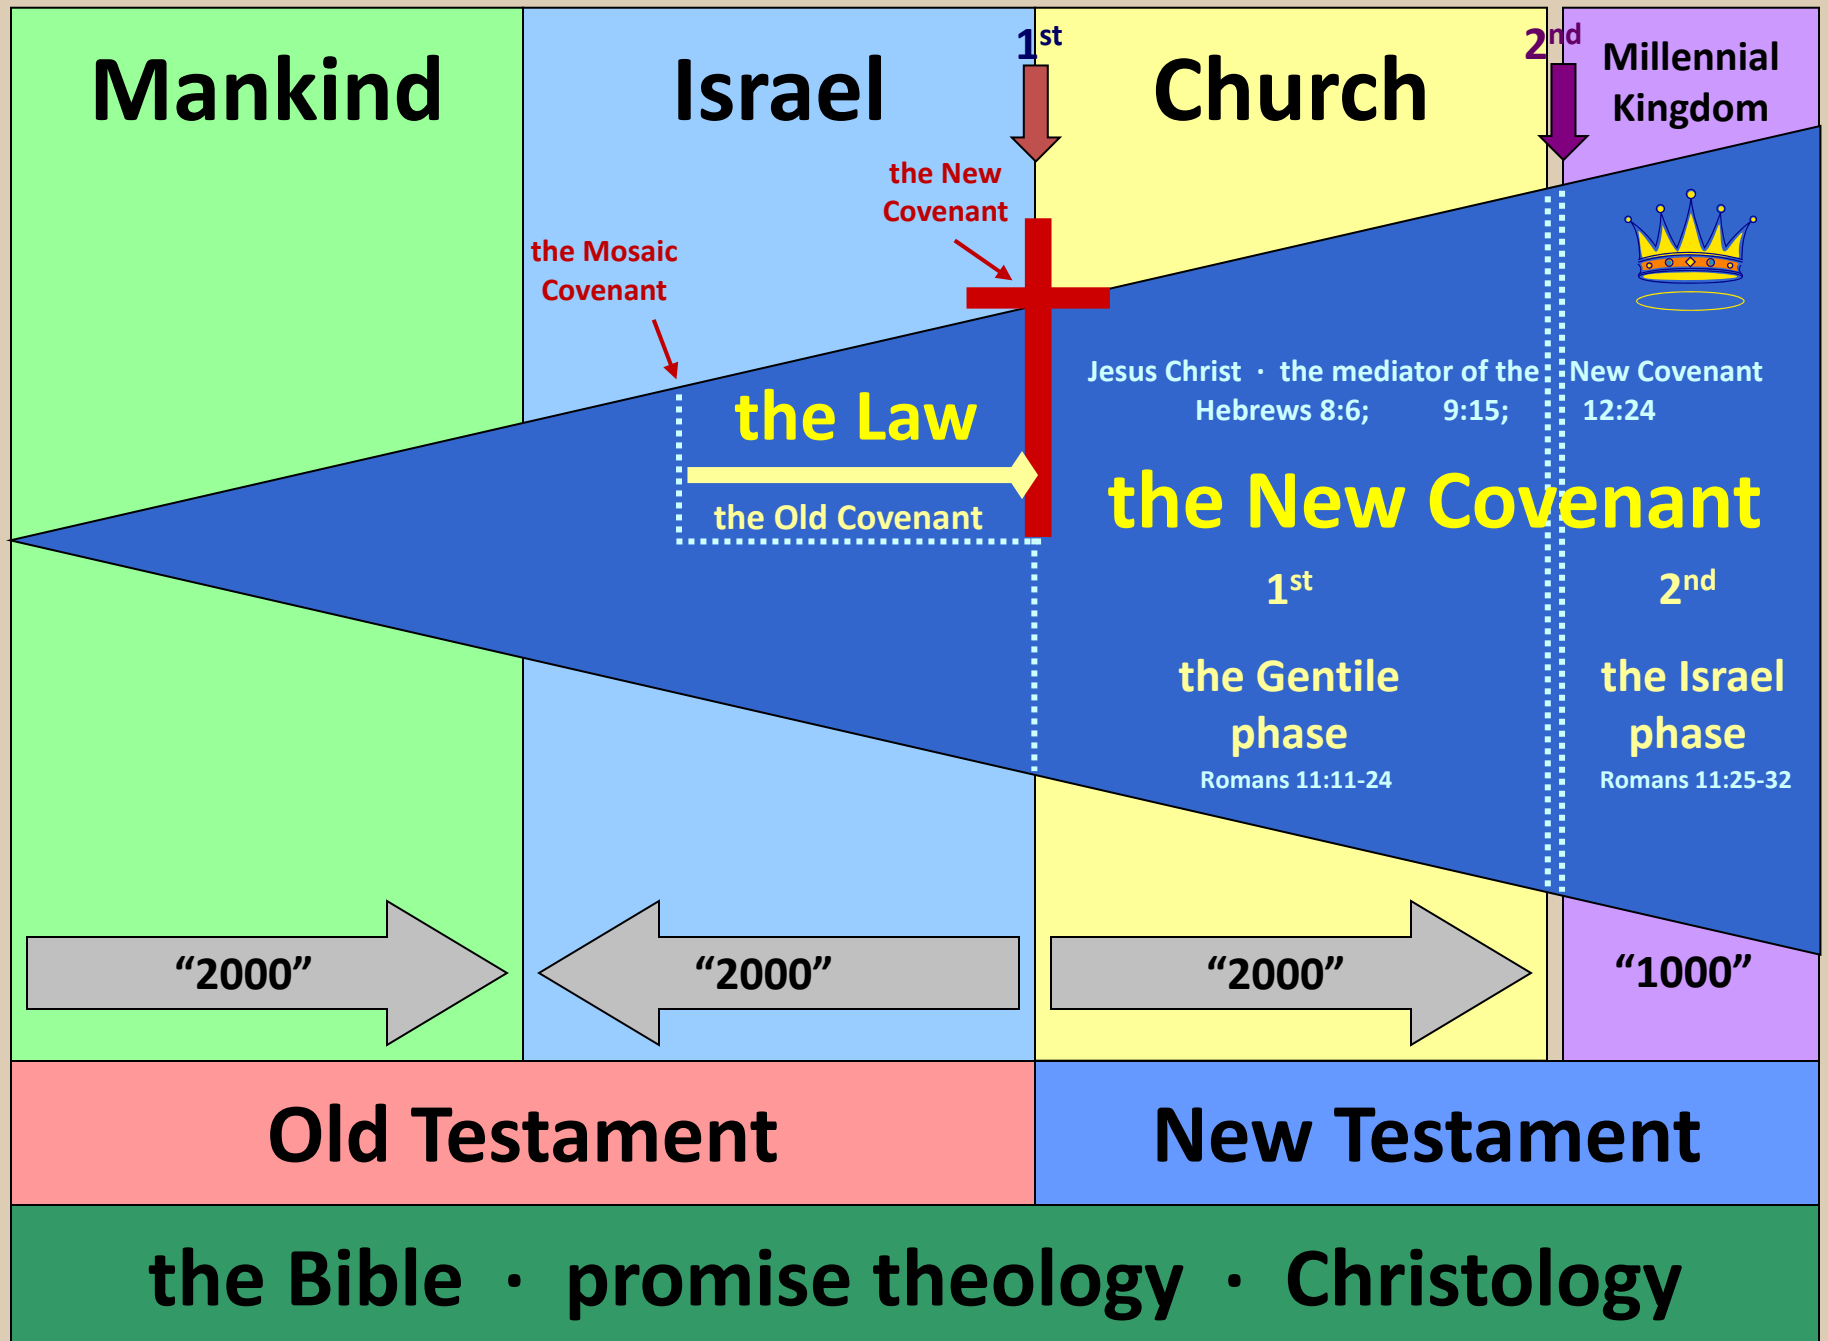 Mankind
Israel
1st
Church
2nd
Millennial
Kingdom
the New
Covenant
the Mosaic
Covenant
the Law
the Old Covenant
Jesus Christ · the mediator of the New Covenant
Hebrews 8:6; 9:15; 12:24
the New Covenant
1st
2nd
the Gentile
phase
Romans 11:11-24
the Israel
phase
Romans 11:25-32
“2000”
“2000”
“2000”
“1000”
Old Testament
New Testament
the Bible · promise theology · Christology